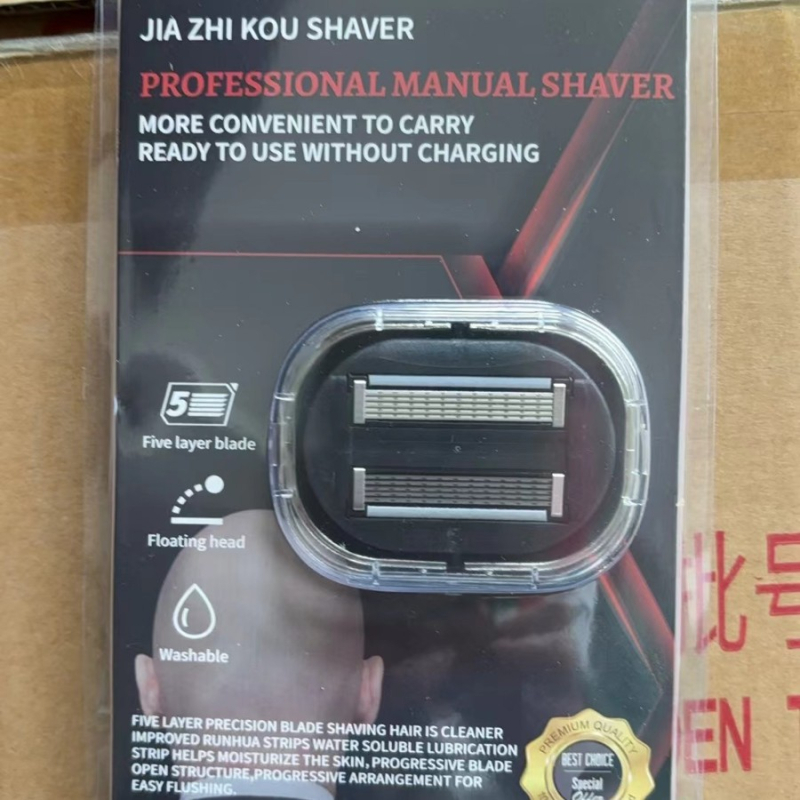 JIA ZHI KOU SHAVER
PROFESSIONAL MANUAL SHAVER
MORE CONVENIENT TO CARRY
READY TO USE WITHOUT CHARGING
5
Five layer blade
Floating head
Washable
FIVE LAYER PRECISION BLADE SHAVING HAIR IS CLEANER
IMPROVED RUNHUA STRIPS WATER SOLUBLE LUBRICATION
STRIP HELPS MOISTURIZE THE SKIN, PROGRESSIVE BLADE
OPEN STRUCTURE,PROGRESSIVE ARRANGEMENT FOR
EASY FLUSHING.
PREMIUM QUALITY
BEST CHOICE
Special
Offer
批号
EN